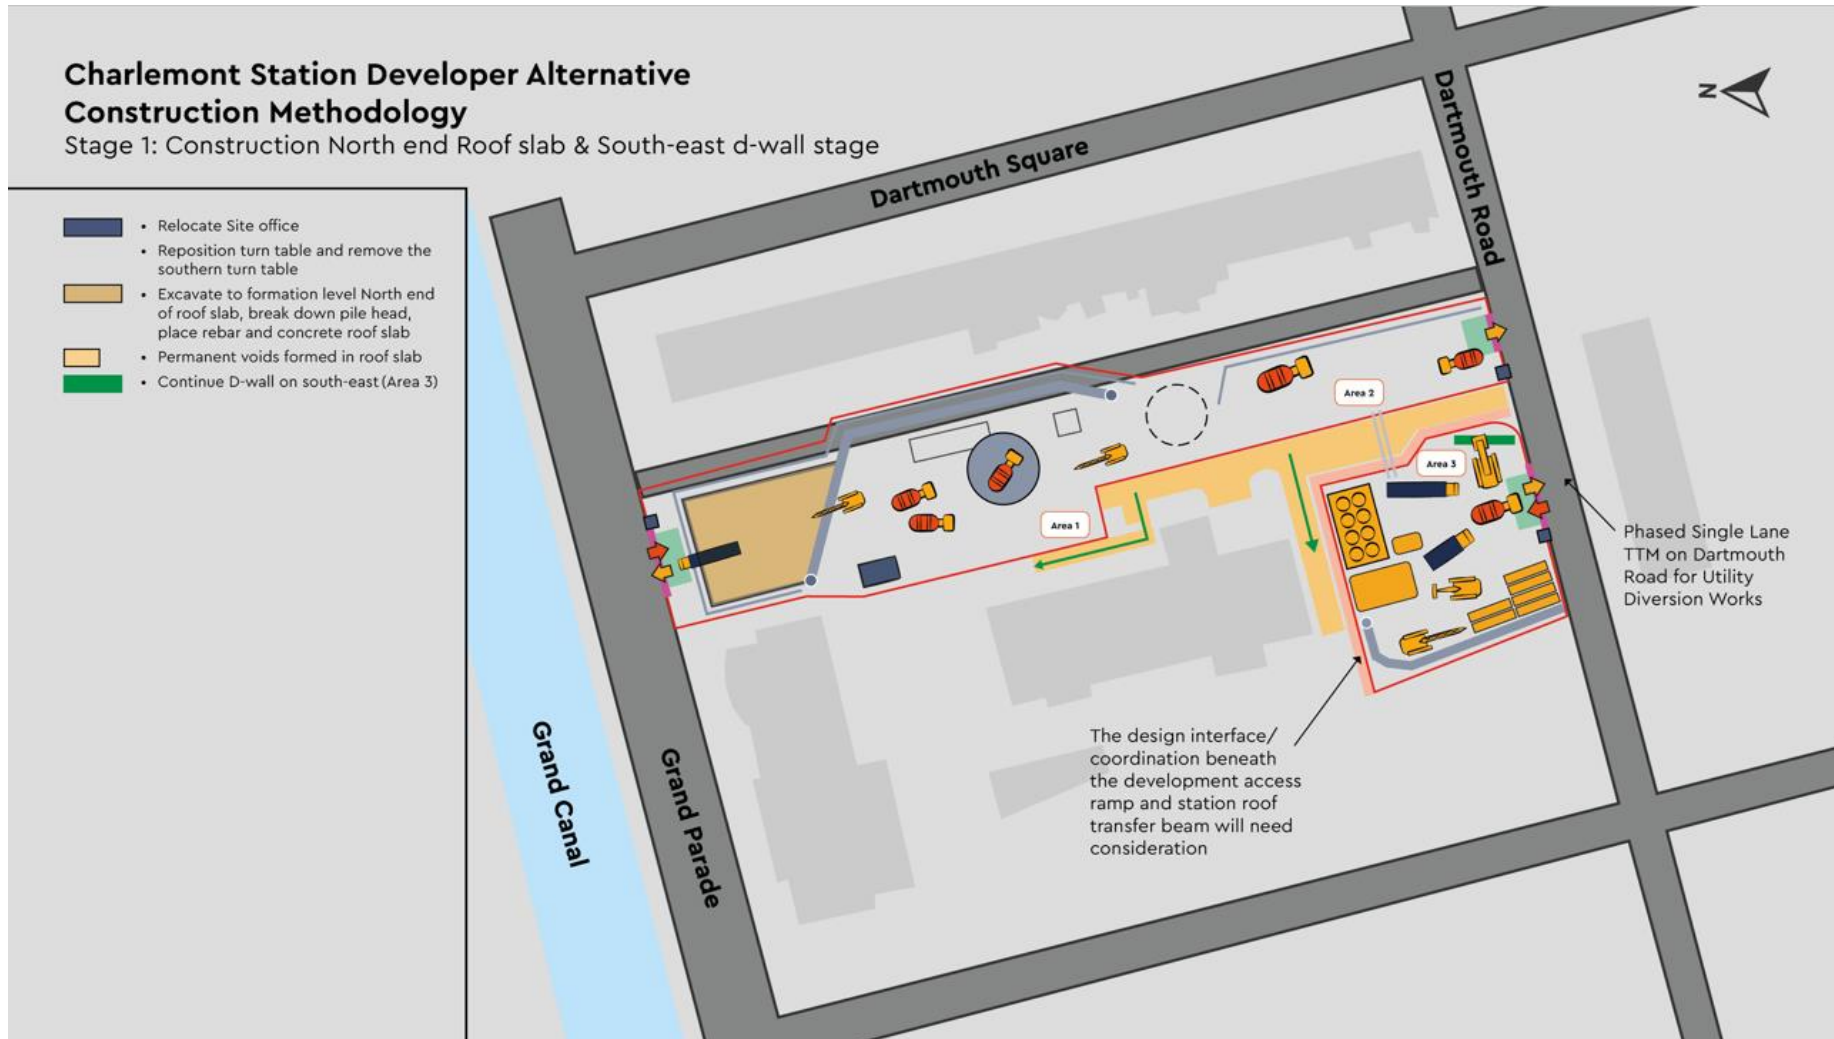 Charlemont Station Developer Alternative
Construction Methodology
Stage 1: Construction North end Roof slab & South-east d-wall stage
• Relocate Site office
• Reposition turn table and remove the
southern turn table
• Excavate to formation level North end
of roof slab, break down pile head,
place rebar and concrete roof slab
• Permanent voids formed in roof slab
• Continue D-wall on south-east (Area 3)
N
Dartmouth Square
Dartmouth Road
Area 2
Area 3
Area 1
Phased Single Lane
TTM on Dartmouth
Road for Utility
Diversion Works
The design interface/
coordination beneath
the development access
ramp and station roof
transfer beam will need
consideration
Grand Canal
Grand Parade